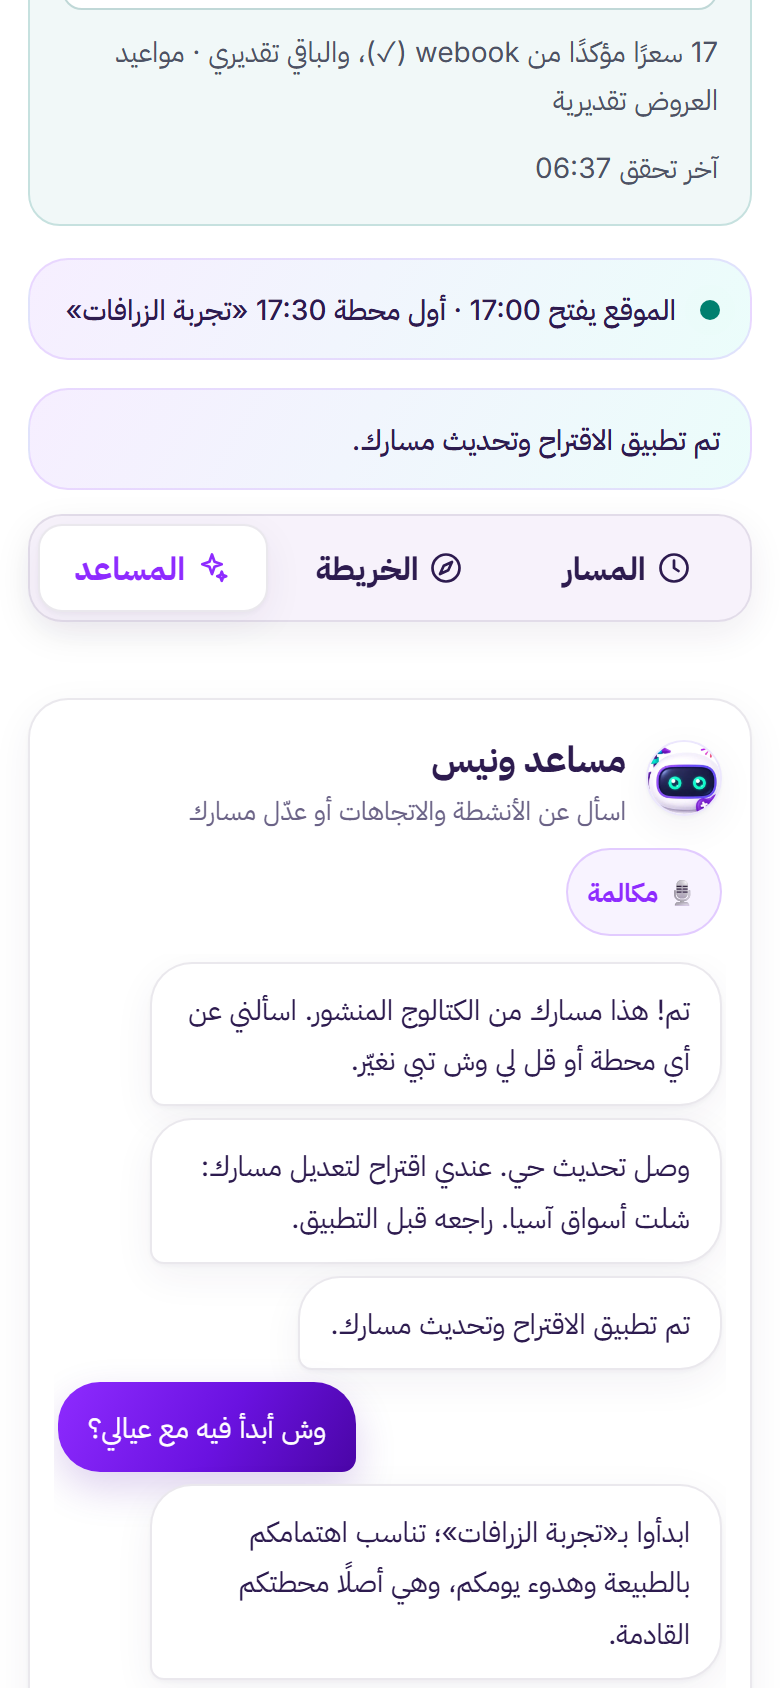 17 سعرًا مؤكدًا من webook (✓)، والباقي تقديري · مواعيد
العروض تقديرية
آخر تحقق 06:37
الموقع يفتح 17:00 · أول محطة 17:30 «تجربة الزرافات»
تم تطبيق الاقتراح وتحديث مسارك.
المسار
الخريطة
المساعد
مساعد ونيس
اسأل عن الأنشطة والاتجاهات أو عدّل مسارك
مكالمة
تم! هذا مسارك من الكتالوج المنشور. اسألني عن
أي محطة أو قل لي وش تبي نغيّر.
وصل تحديث حي. عندي اقتراح لتعديل مسارك:
شلت أسواق آسيا. راجعه قبل التطبيق.
تم تطبيق الاقتراح وتحديث مسارك.
وش أبدأ فيه مع عيالي؟
ابدأوا بـ«تجربة الزرافات»؛ تناسب اهتمامكم
بالطبيعة وهدوء يومكم، وهي أصلًا محطتكم
القادمة.